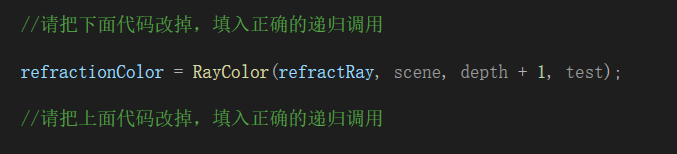 //请把下面代码改掉，填入正确的递归调用
refractionColor = RayColor(refractRay, scene, depth + 1, test);
//请把上面代码改掉，填入正确的递归调用